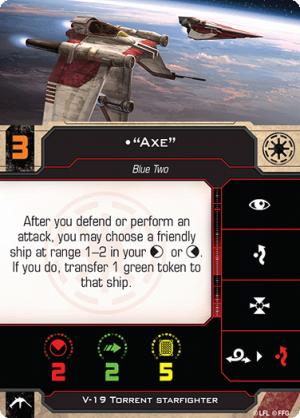 3
•"Axe"
Blue Two
After you defend or perform an
attack, you may choose a friendly
ship at range 1–2 in your or .
If you do, transfer 1 green token to
that ship.
2 2 5
V-19 Torrent starfighter
©LFL ©FFG